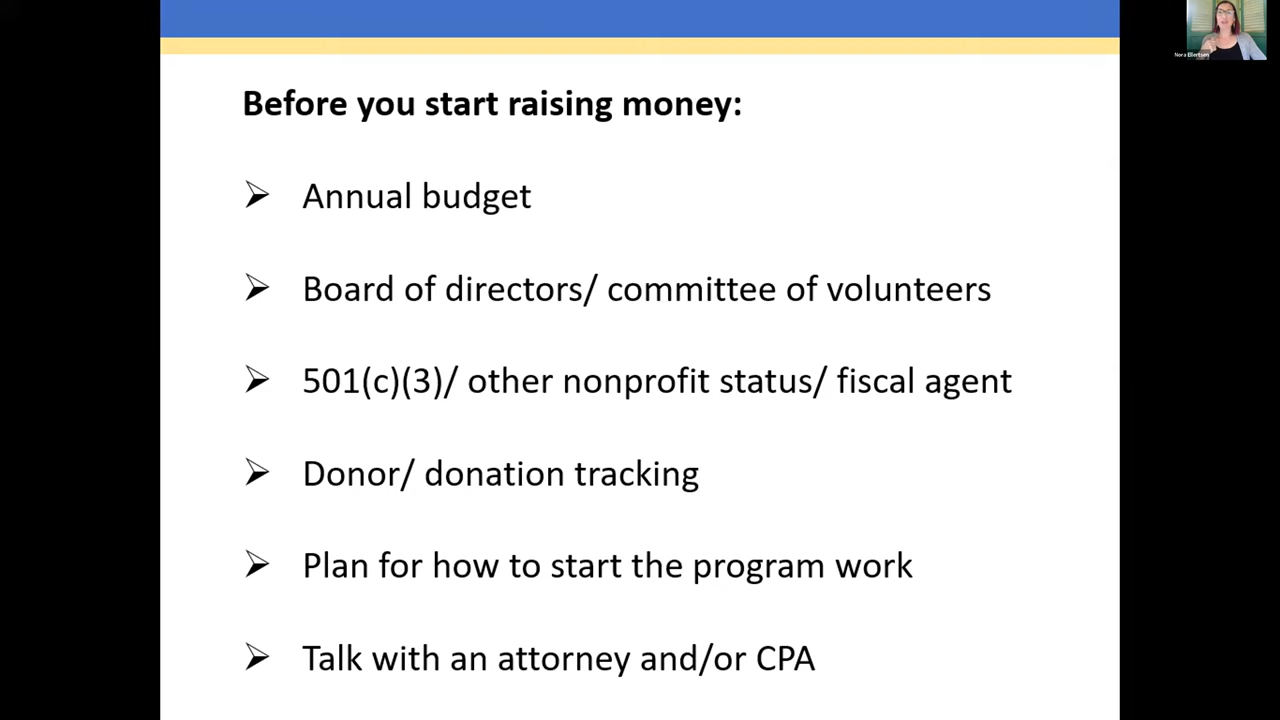 Nora Ellertson
Before you start raising money:
➢ Annual budget
➢ Board of directors/ committee of volunteers
➢ 501(c)(3)/ other nonprofit status/ fiscal agent
➢ Donor/ donation tracking
➢ Plan for how to start the program work
➢ Talk with an attorney and/or CPA